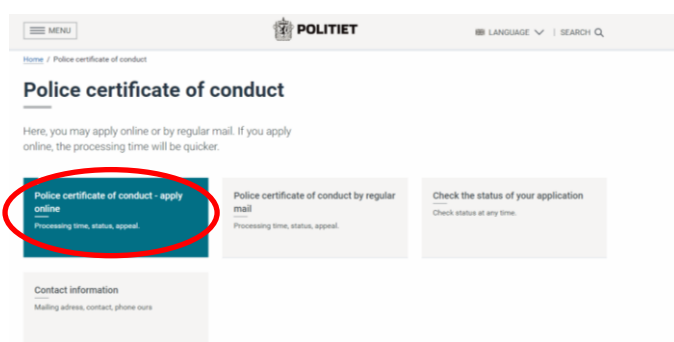 MENU
POLITIET
LANGUAGE | SEARCH
Home / Police certificate of conduct
Police certificate of conduct
Here, you may apply online or by regular mail. If you apply
online, the processing time will be quicker.
Police certificate of conduct - apply
online
Processing time, status, appeal.
Police certificate of conduct by regular
mail
Processing time, status, appeal.
Check the status of your application
Check status at any time.
Contact information
Mailing adress, contact, phone ours